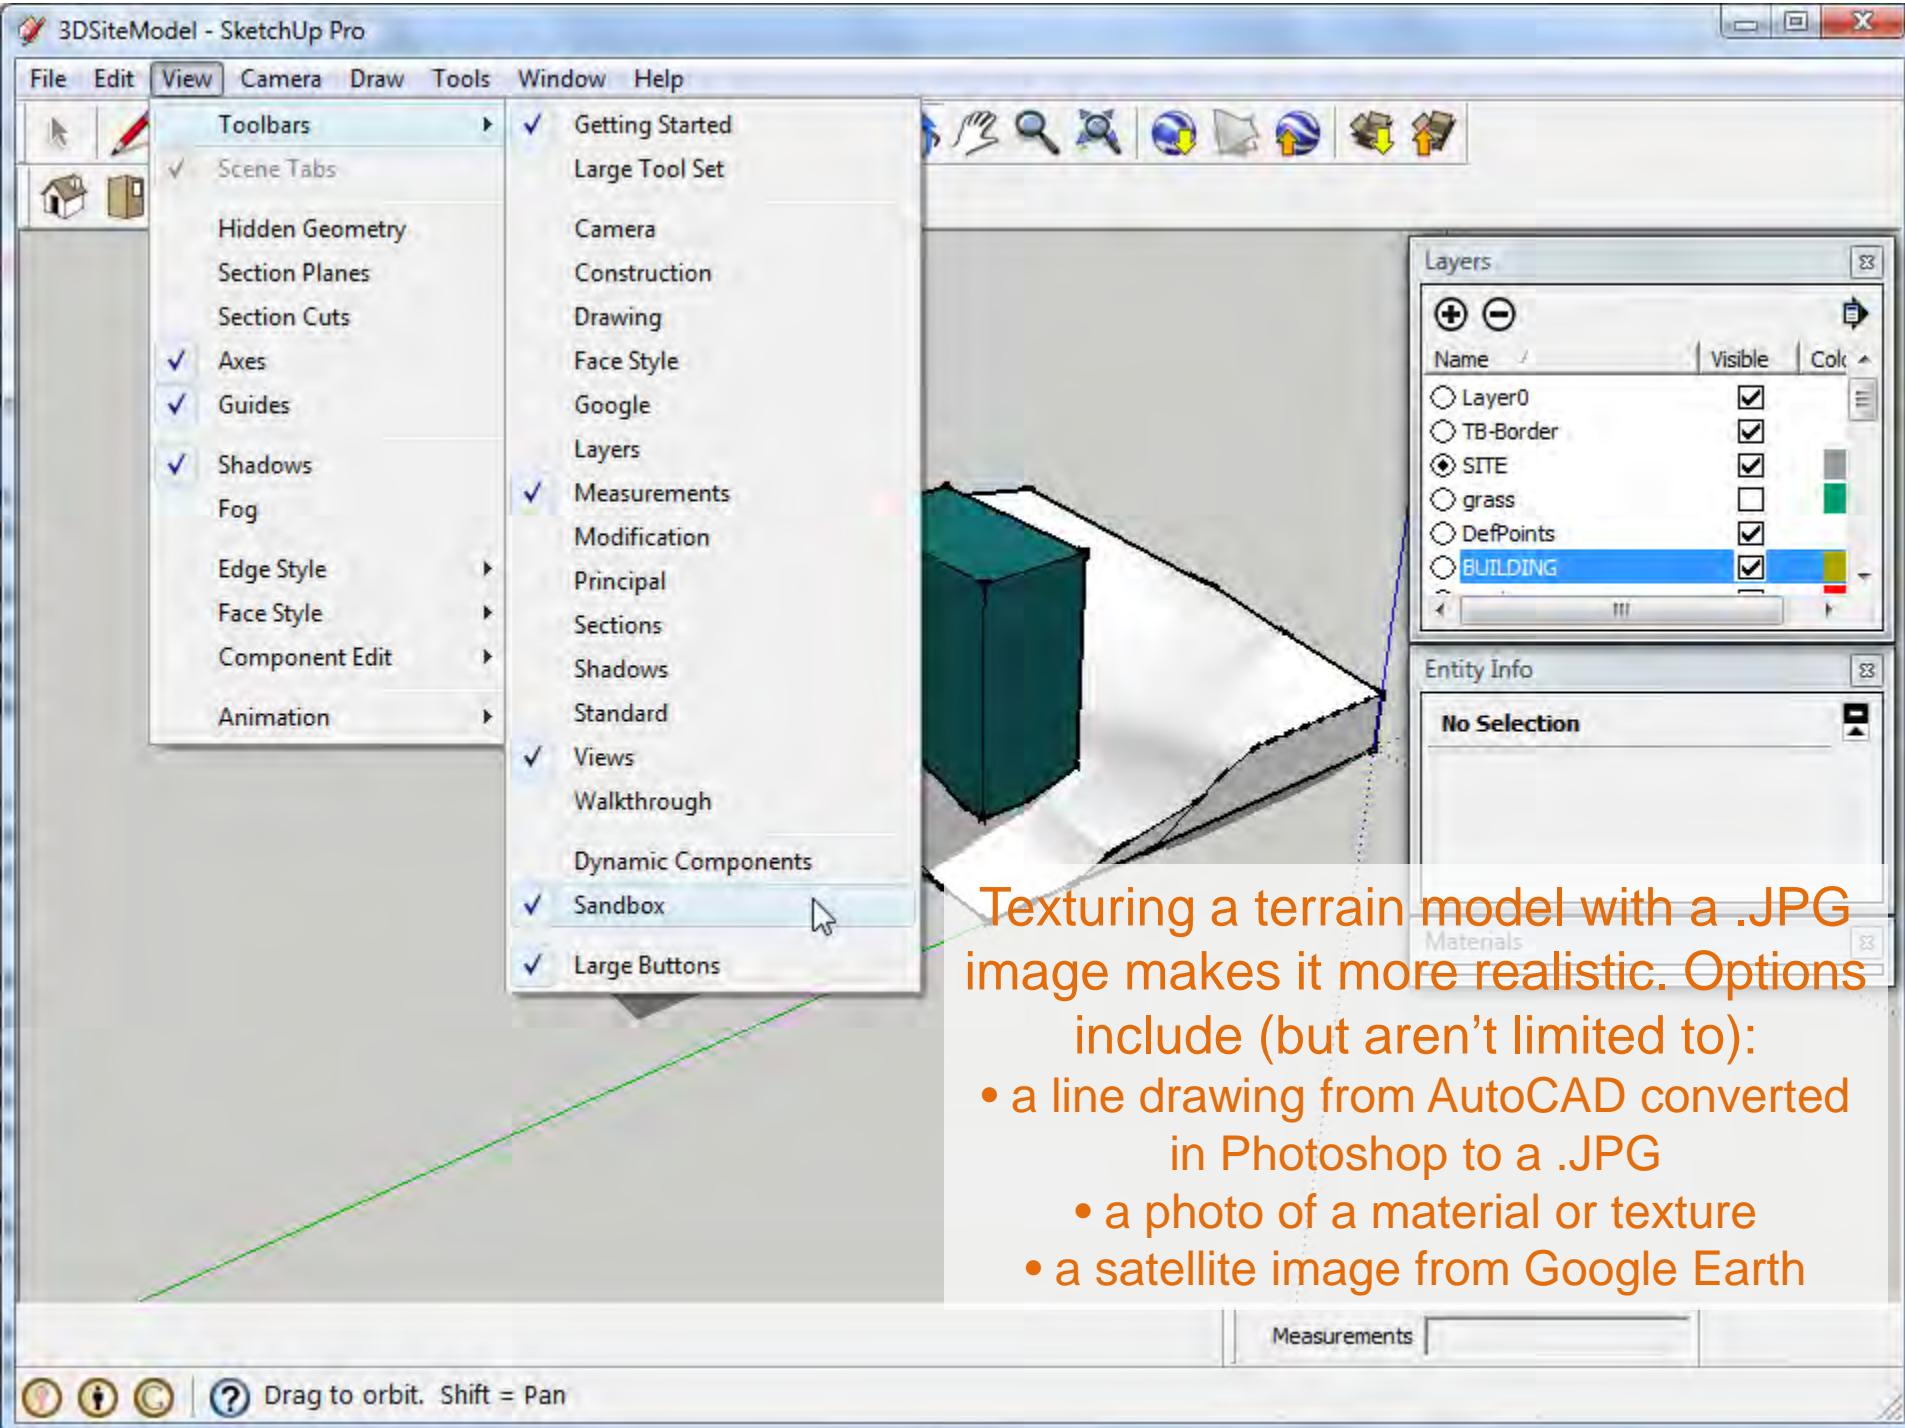 3DSiteModel - SketchUp Pro
File Edit View Camera Draw Tools Window Help
Toolbars
Scene Tabs
Hidden Geometry
Section Planes
Section Cuts
Axes
Guides
Shadows
Fog
Edge Style
Face Style
Component Edit
Animation
Getting Started
Large Tool Set
Camera
Construction
Drawing
Face Style
Google
Layers
Measurements
Modification
Principal
Sections
Shadows
Standard
Views
Walkthrough
Dynamic Components
Sandbox
Large Buttons
Layers
Name Visible
Layer0
TB-Border
SITE
grass
DefPoints
BUILDING
Entity Info
No Selection
Materials
Texturing a terrain model with a .JPG
image makes it more realistic. Options
include (but aren’t limited to):
• a line drawing from AutoCAD converted
in Photoshop to a .JPG
• a photo of a material or texture
• a satellite image from Google Earth
Measurements
Drag to orbit. Shift = Pan